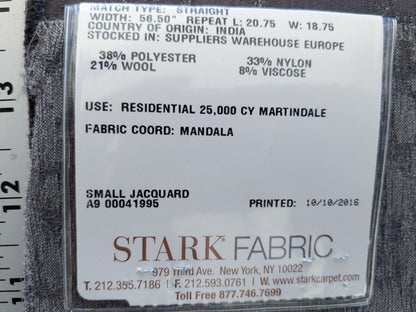 MATCH TYPE: STRAIGHT
WIDTH: 56.50" REPEAT L: 20.75 W: 18.75
COUNTRY OF ORIGIN: INDIA
STOCKED IN: SUPPLIERS WAREHOUSE EUROPE
38% POLYESTER 33% NYLON
21% WOOL 8% VISCOSE
USE: RESIDENTIAL 25,000 CY MARTINDALE
FABRIC COORD: MANDALA
SMALL JACQUARD
A9 00041995 PRINTED: 10/10/2016
STARK® FABRIC
979 Third Ave. New York, NY 10022
T. 212.355.7186 | F. 212.593.0761 | W. www.starkcarpet.com
Toll Free 877.746.7699
13
12
11